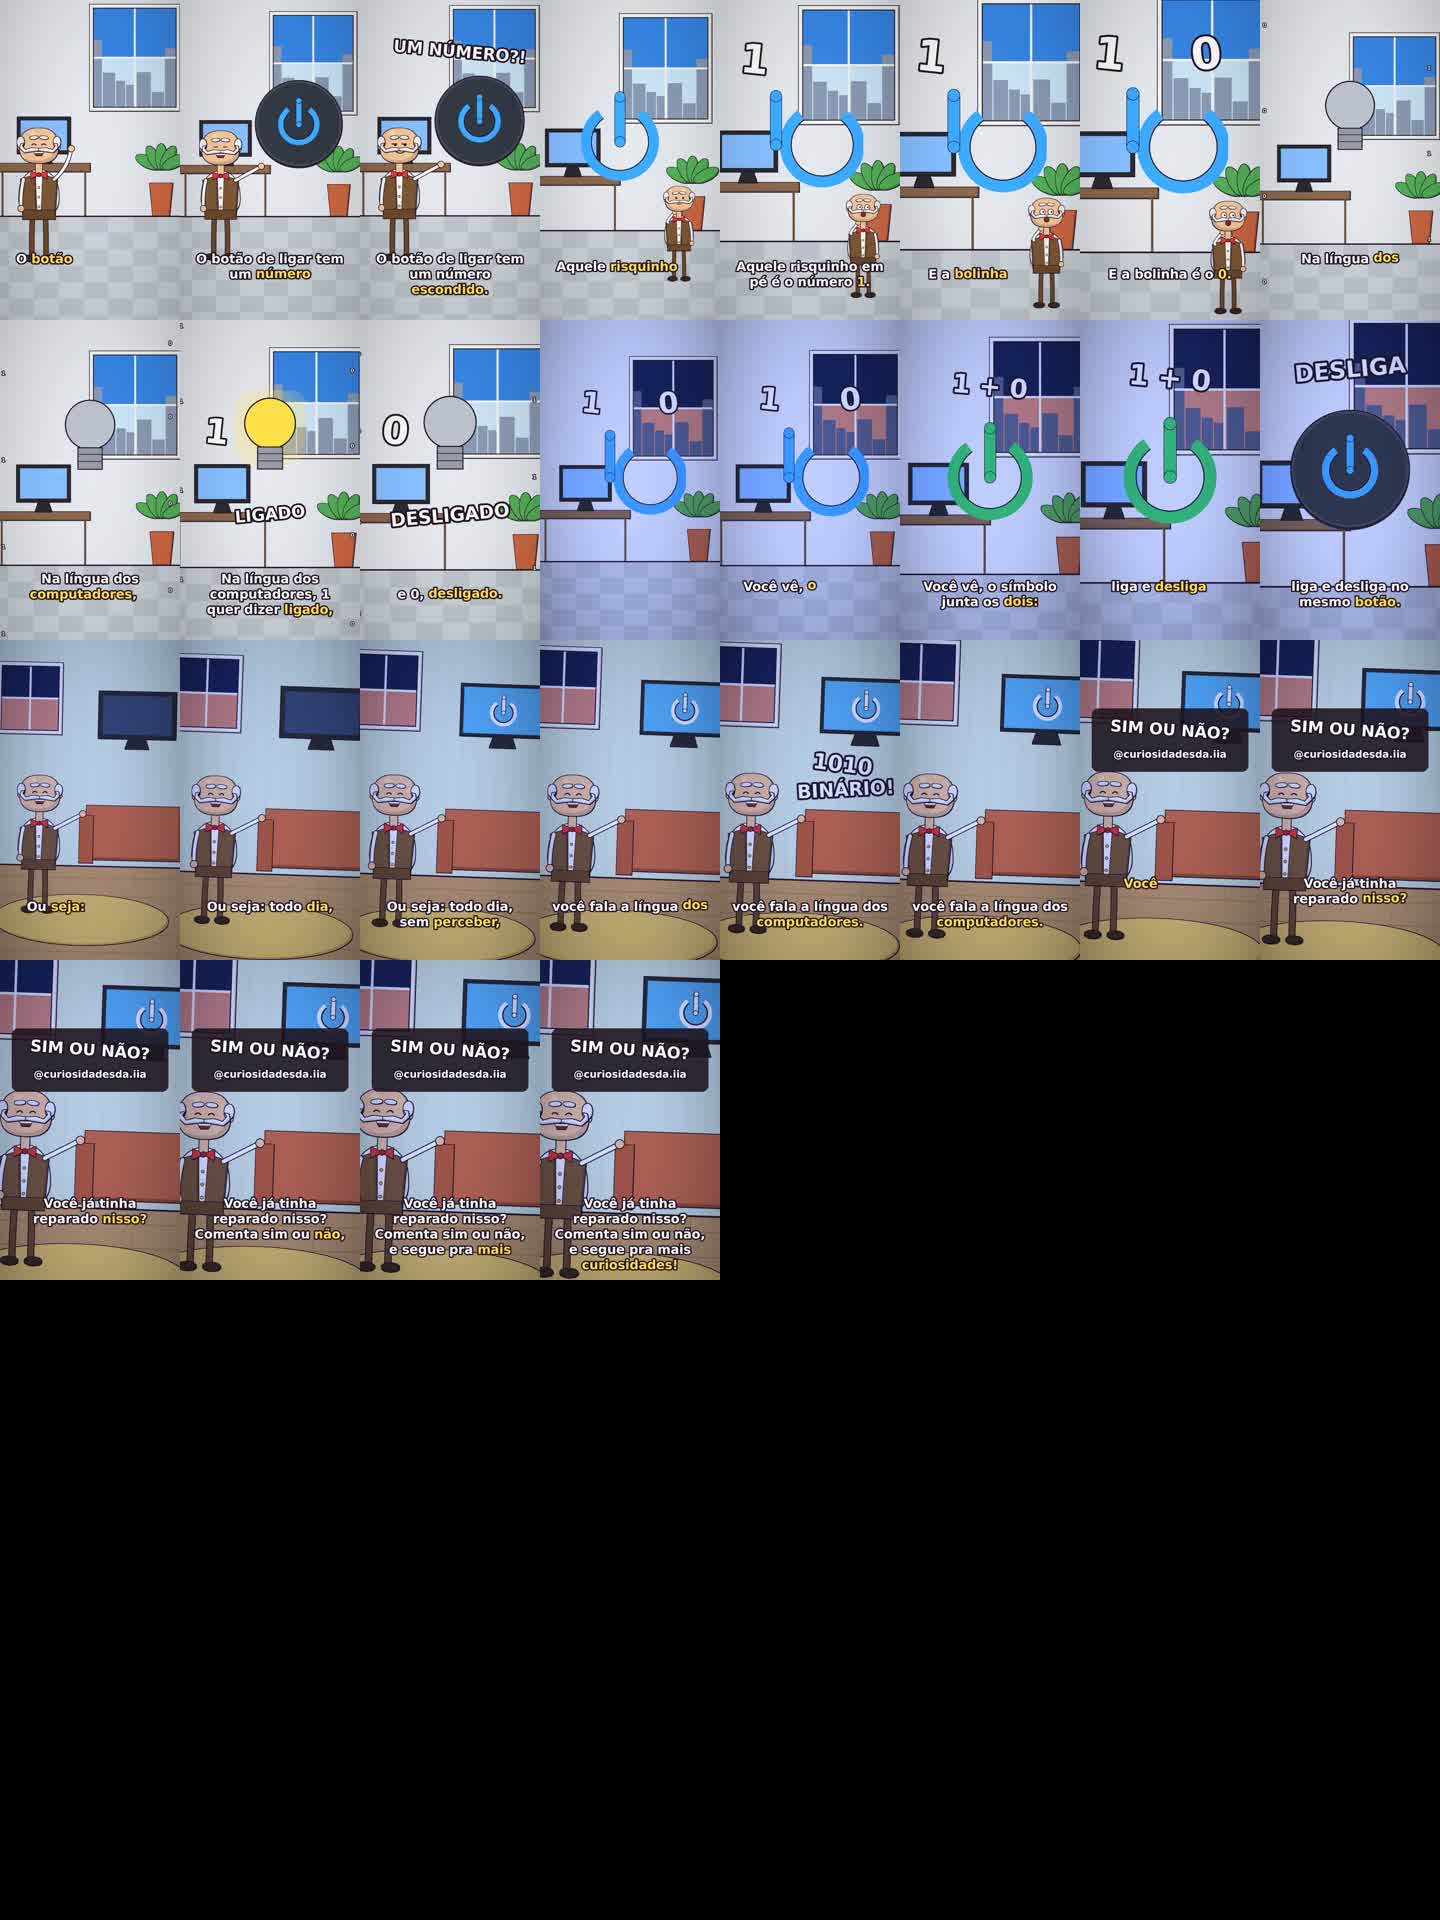 O botão
O botão de ligar tem
um número
UM NÚMERO?!
O botão de ligar tem
um número
escondido.
Aquele risquinho
1
Aquele risquinho em
pé é o número 1.
1
E a bolinha
1 0
E a bolinha é o 0.
Na língua dos
Na língua dos
computadores,
1
LIGADO
Na língua dos
computadores, 1
quer dizer ligado,
0
DESLIGADO
e 0, desligado.
1 0
1 0
Você vê, o
1 + 0
Você vê, o símbolo
junta os dois:
1 + 0
liga e desliga
DESLIGA
liga e desliga no
mesmo botão.
Ou seja:
Ou seja: todo dia,
Ou seja: todo dia,
sem perceber,
você fala a língua dos
1010
BINÁRIO!
você fala a língua dos
computadores.
você fala a língua dos
computadores.
SIM OU NÃO?
@curiosidadesda.iia
Você
SIM OU NÃO?
@curiosidadesda.iia
Você já tinha
reparado nisso?
SIM OU NÃO?
@curiosidadesda.iia
Você já tinha
reparado nisso?
SIM OU NÃO?
@curiosidadesda.iia
Você já tinha
reparado nisso?
Comenta sim ou não,
SIM OU NÃO?
@curiosidadesda.iia
Você já tinha
reparado nisso?
Comenta sim ou não,
e segue pra mais
SIM OU NÃO?
@curiosidadesda.iia
Você já tinha
reparado nisso?
Comenta sim ou não,
e segue pra mais
curiosidades!